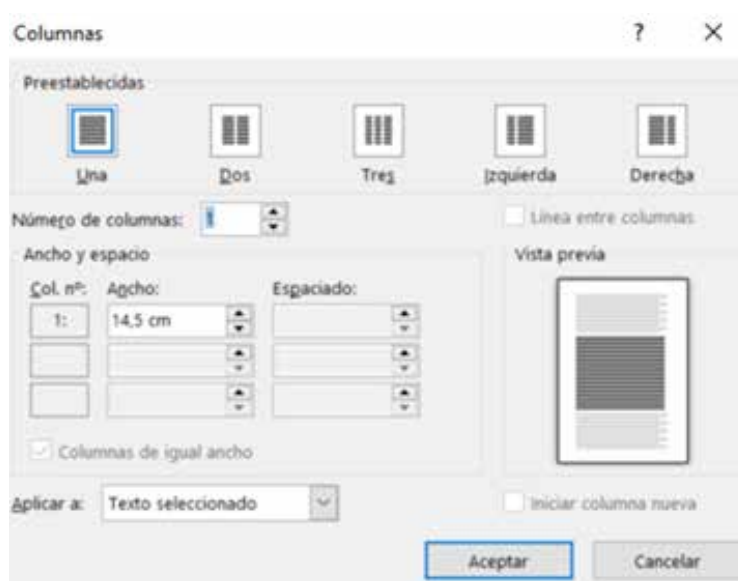 Columnas ? ×
Preestablecidas
Una Dos Tres Izquierda Derecha
Número de columnas: 1 Línea entre columnas
Ancho y espacio Vista previa
Col. nº: Ancho: Espaciado:
1: 14,5 cm
Columnas de igual ancho
Aplicar a: Texto seleccionado Iniciar columna nueva
Aceptar Cancelar